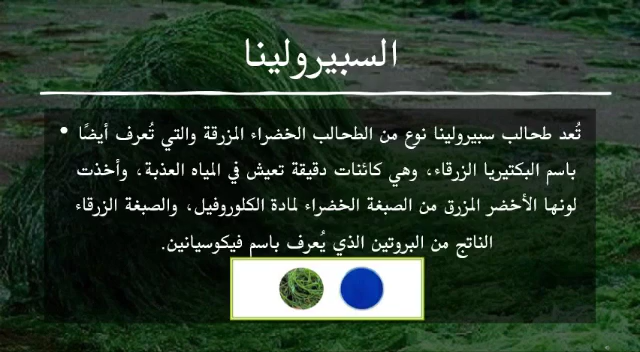 السبيرولينا
• تُعد طحالب سبيرولينا نوع من الطحالب الخضراء المزرقة والتي تُعرف أيضًا
باسم البكتيريا الزرقاء، وهي كائنات دقيقة تعيش في المياه العذبة، وأخذت
لونها الأخضر المزرق من الصبغة الخضراء لمادة الكلوروفيل، والصبغة الزرقاء
الناتج من البروتين الذي يُعرف باسم فيكوسيانين.